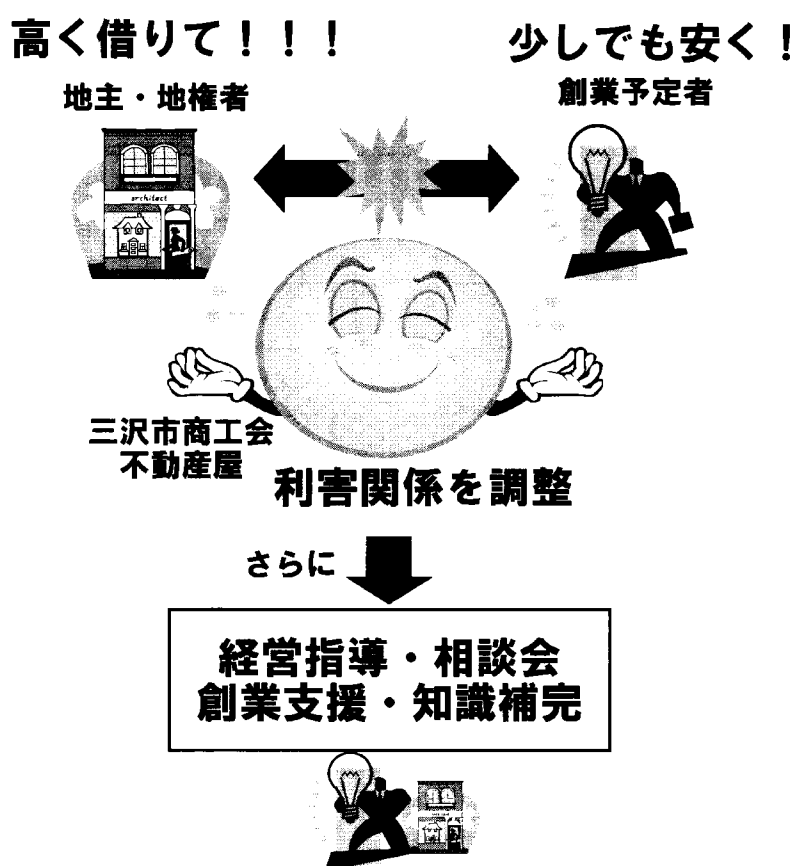 高く借りて！！！
少しでも安く！
地主・地権者
創業予定者
architect
三沢市商工会
不動産屋
利害関係を調整
さらに
経営指導・相談会
創業支援・知識補完